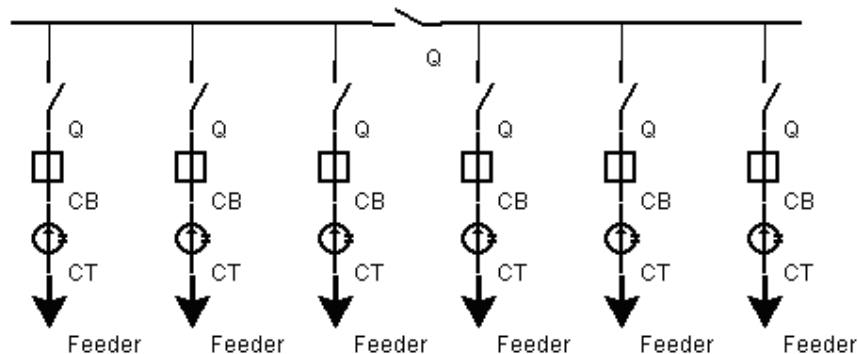 Q
Q Q Q Q Q Q
CB CB CB CB CB CB
CT CT CT CT CT CT
Feeder Feeder Feeder Feeder Feeder Feeder